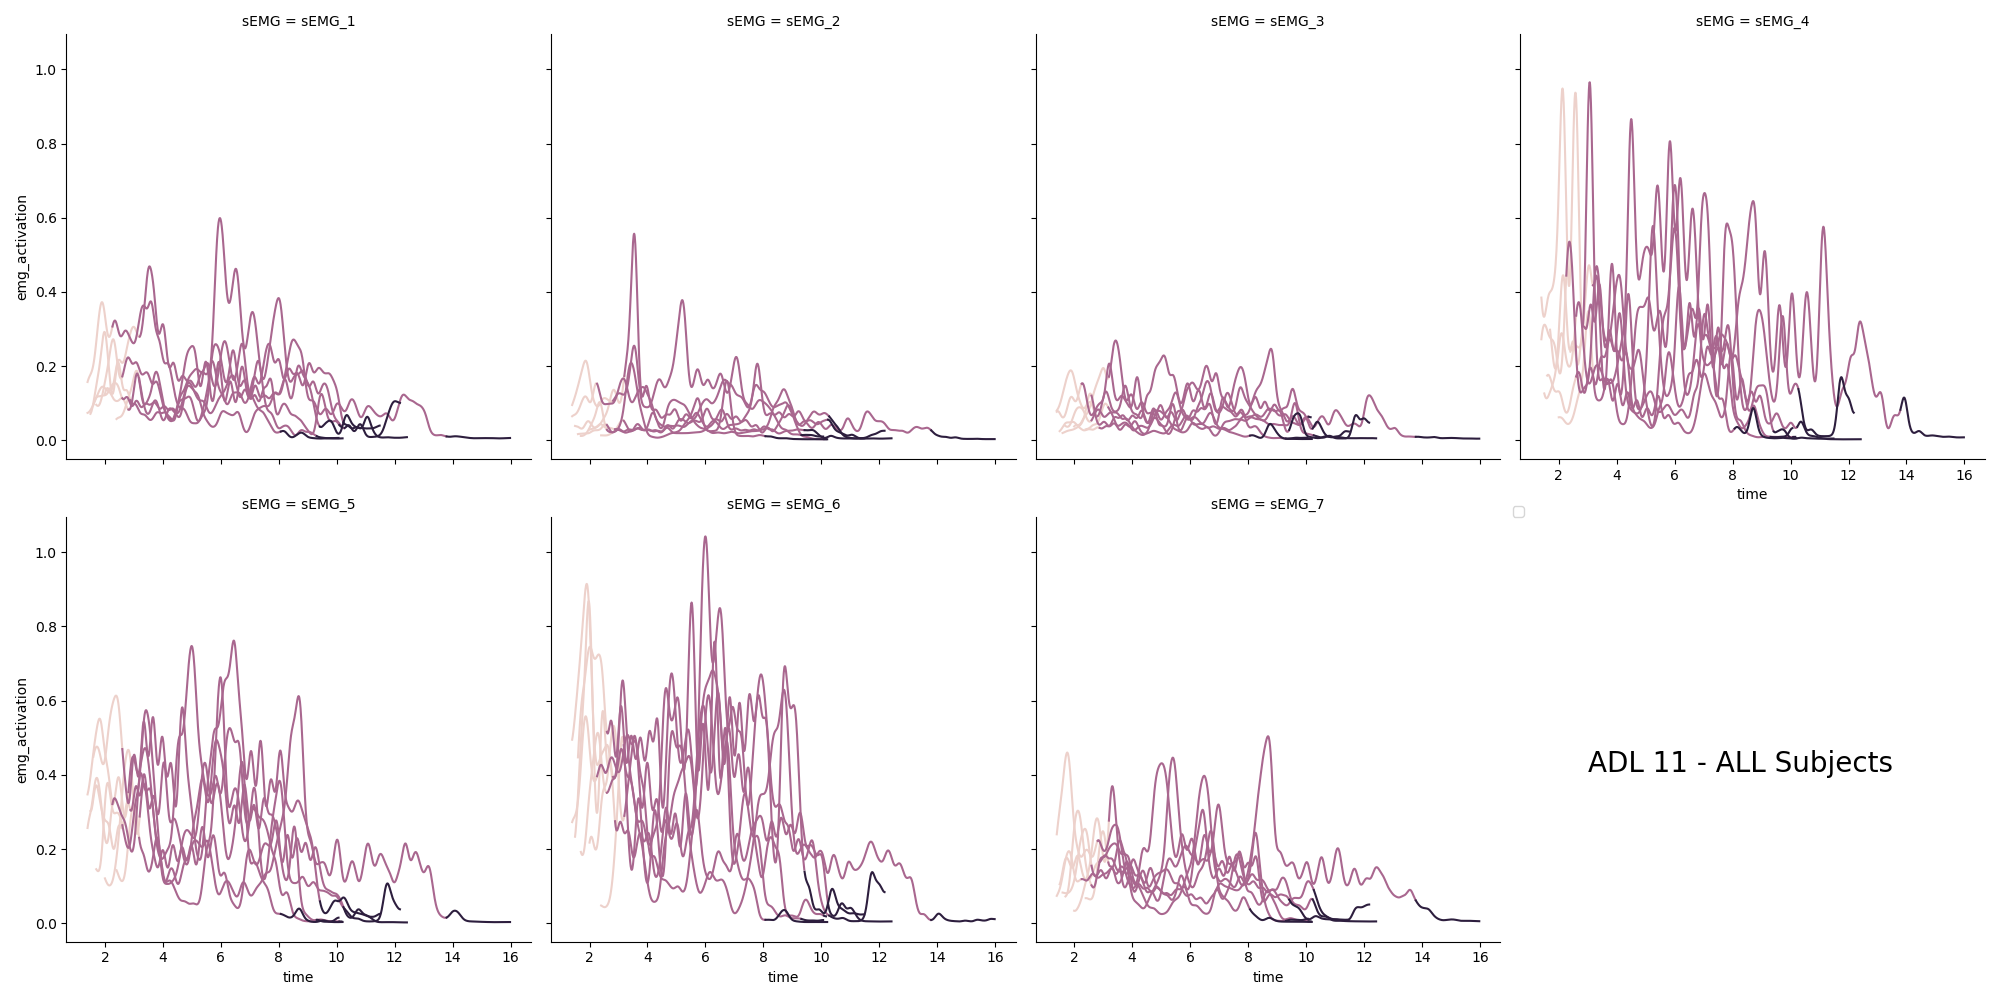 sEMG = sEMG_1
sEMG = sEMG_2
sEMG = sEMG_3
sEMG = sEMG_4
emg_activation
1.0
0.8
0.6
0.4
0.2
0.0
2 4 6 8 10 12 14 16
time
sEMG = sEMG_5
sEMG = sEMG_6
sEMG = sEMG_7
emg_activation
1.0
0.8
0.6
0.4
0.2
0.0
2 4 6 8 10 12 14 16
2 4 6 8 10 12 14 16
2 4 6 8 10 12 14 16
time
time
time
ADL 11 - ALL Subjects